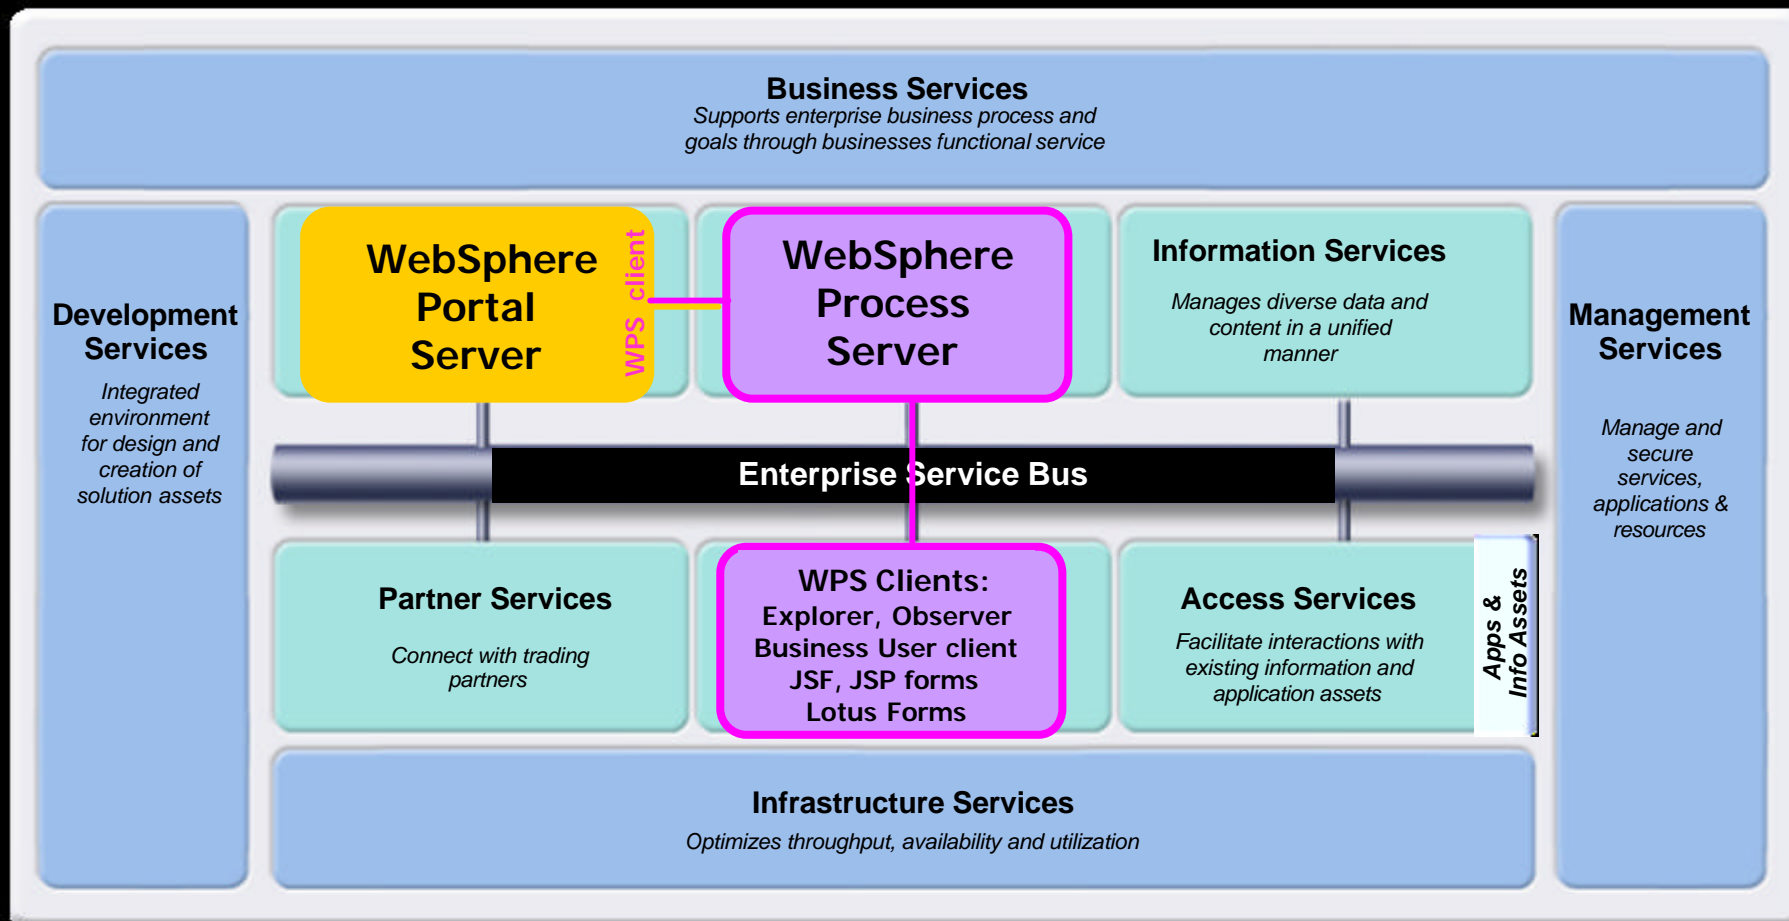 Business Services
Supports enterprise business process and
goals through businesses functional service
Development
Services
Integrated
environment
for design and
creation of
solution assets
WebSphere
Portal
Server
WPS client
WebSphere
Process
Server
Information Services
Manages diverse data and
content in a unified
manner
Management
Services
Manage and
secure
services,
applications &
resources
Enterprise Service Bus
Partner Services
Connect with trading
partners
WPS Clients:
Explorer, Observer
Business User client
JSF, JSP forms
Lotus Forms
Access Services
Facilitate interactions with
existing information and
application assets
Apps &
Info Assets
Infrastructure Services
Optimizes throughput, availability and utilization